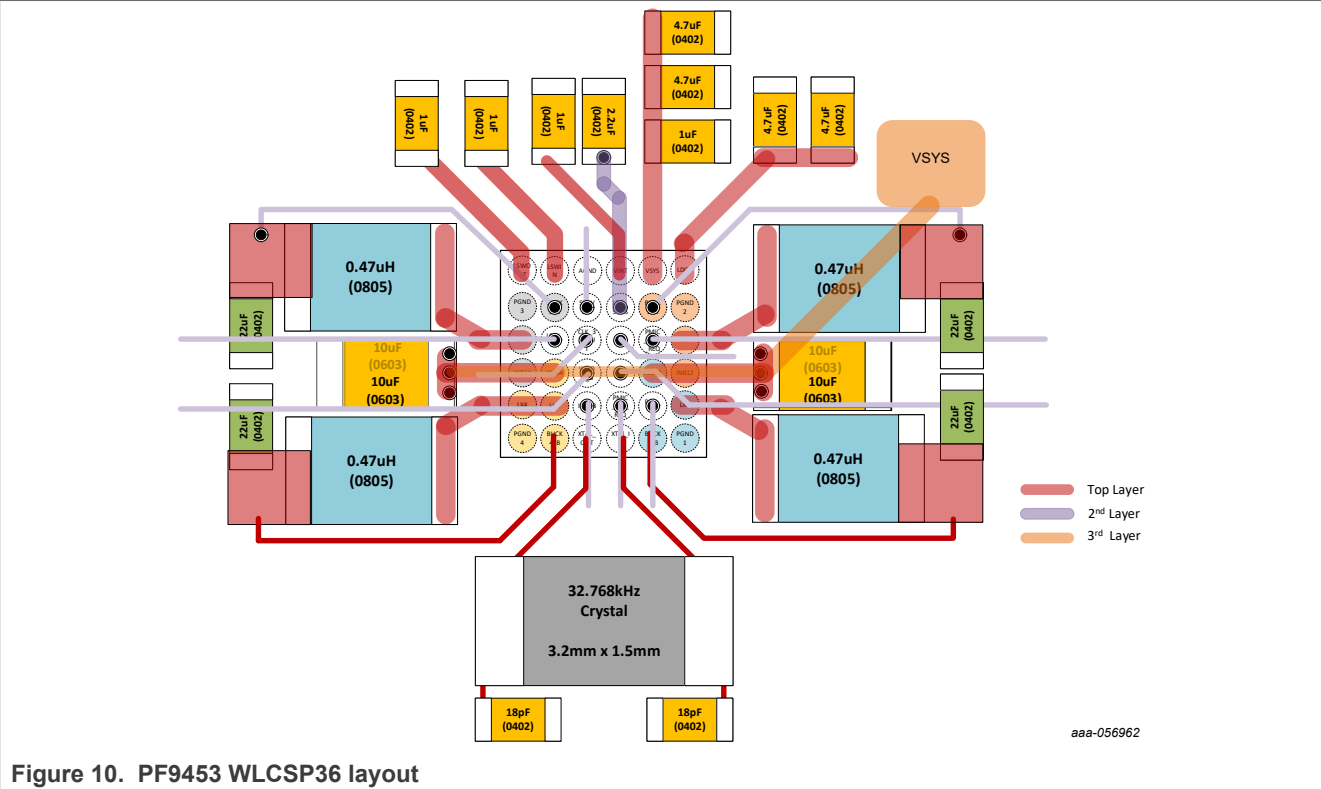 4.7uF
(0402)
4.7uF
(0402)
1uF
(0402)
1uF
(0402)
1uF
(0402)
1uF
(0402)
2.2uF
(0402)
4.7uF
(0402)
4.7uF
(0402)
VSYS
0.47uH
(0805)
0.47uH
(0805)
22uF
(0402)
22uF
(0402)
10uF
(0603)
10uF
(0603)
10uF
(0603)
10uF
(0603)
22uF
(0402)
22uF
(0402)
0.47uH
(0805)
0.47uH
(0805)
VSYS
PGND
3
PGND
2
INB12
LX4
PGND
4
PGND
1
Top Layer
2nd Layer
3rd Layer
32.768kHz
Crystal
3.2mm x 1.5mm
18pF
(0402)
18pF
(0402)
aaa-056962
Figure 10. PF9453 WLCSP36 layout